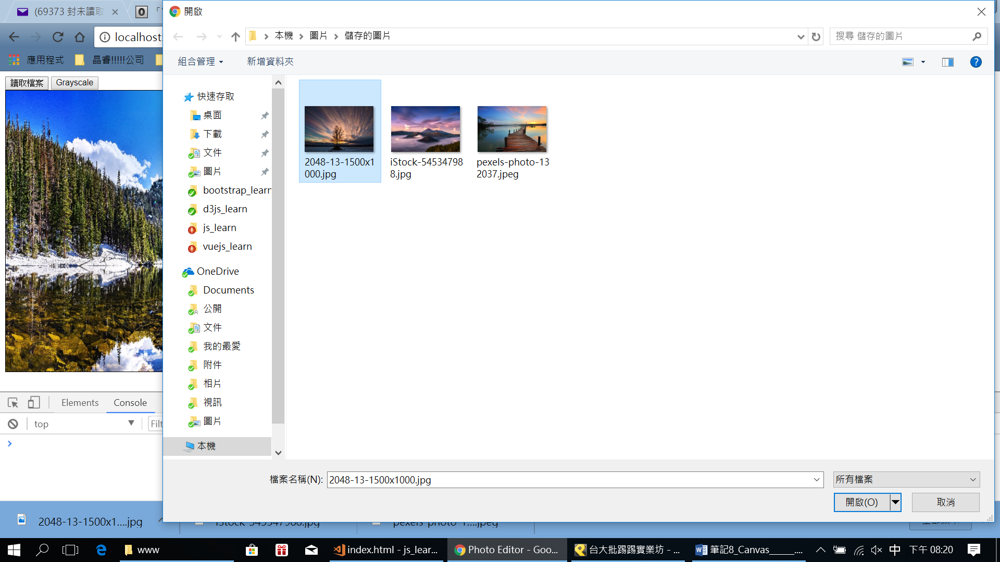 (69373 封未讀取
開啟
localhost:
本機
圖片
儲存的圖片
搜尋 儲存的圖片
應用程式
晶睿!!!!!公司
組合管理
新增資料夾
讀取檔案
Grayscale
快速存取
桌面
下載
文件
圖片
bootstrap_learn
d3js_learn
js_learn
vuejs_learn
OneDrive
Documents
公開
文件
我的最愛
附件
相片
視訊
圖片
本機
2048-13-1500x1
000.jpg
iStock-54534798
8.jpg
pexels-photo-13
2037.jpeg
Elements
Console
top
Filt
檔案名稱(N):
2048-13-1500x1000.jpg
所有檔案
開啟(O)
取消
2048-13-1500x1....jpg
iStock-545347988.jpg
pexels-photo-1....jpeg
www
index.html - js_lear...
Photo Editor - Goo...
台大批踢踢實業坊 - ...
筆記8_Canvas______....
中
下午 08:20